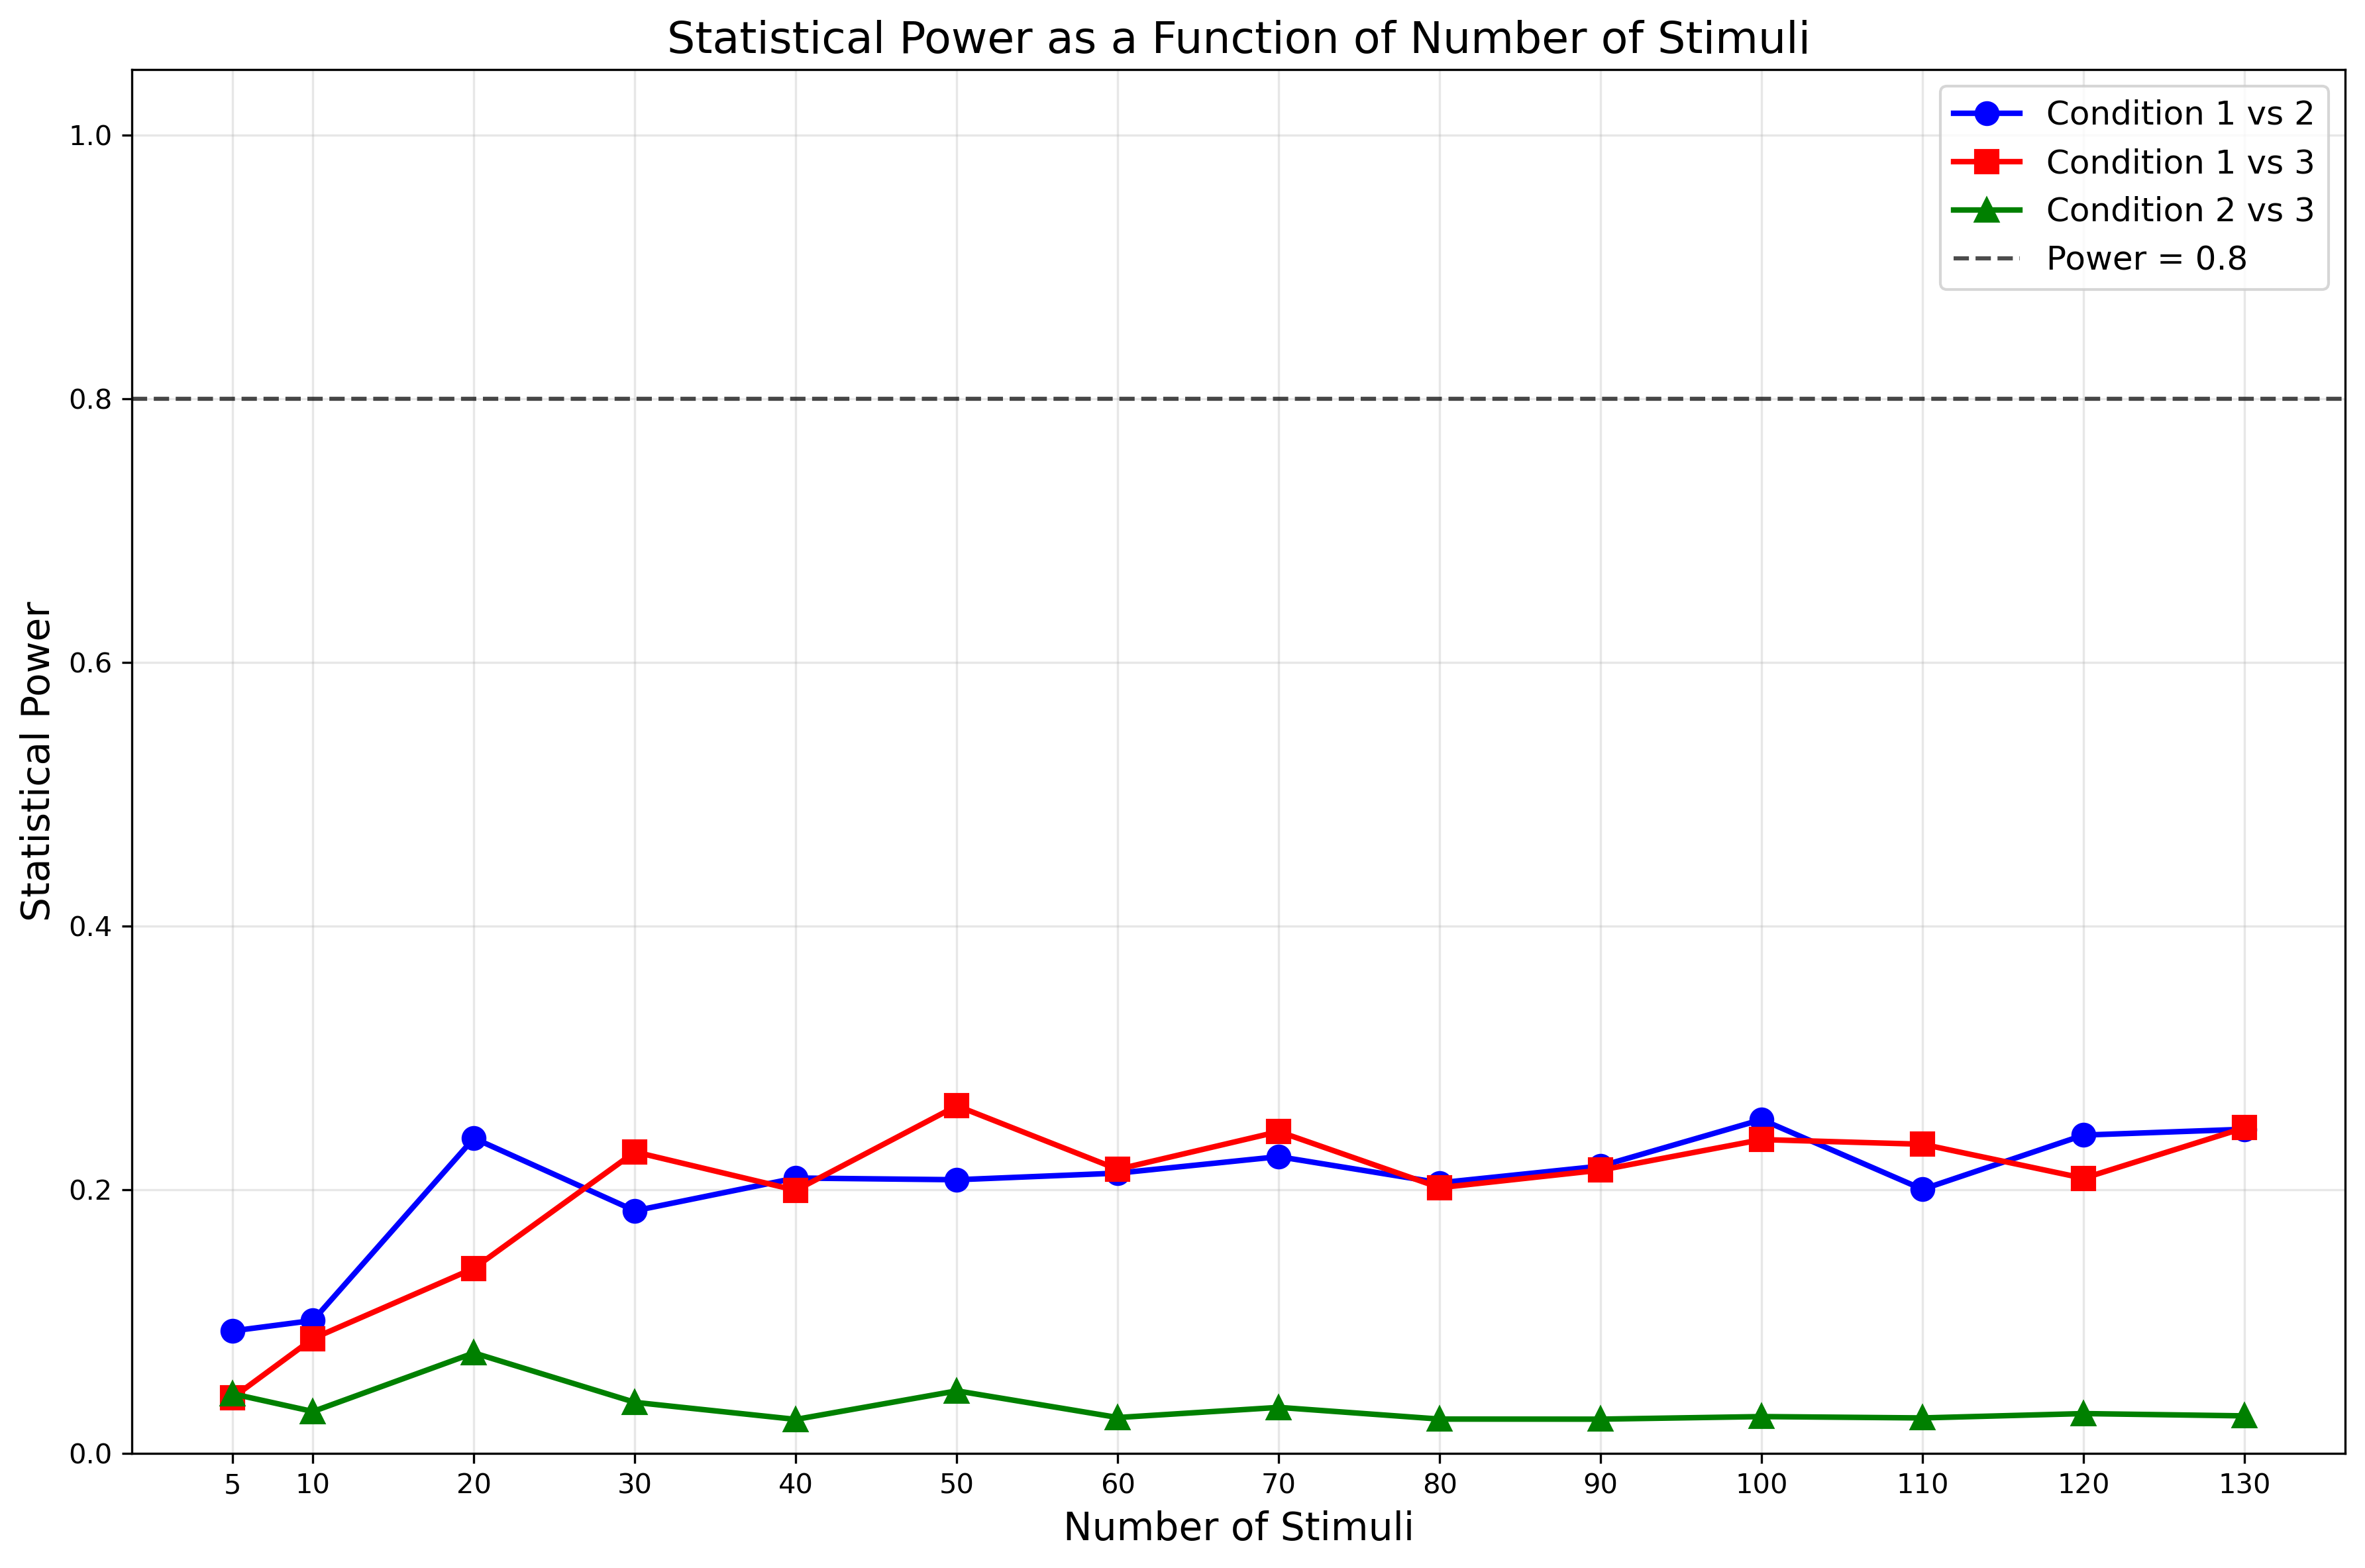 Statistical Power as a Function of Number of Stimuli
Condition 1 vs 2
Condition 1 vs 3
Condition 2 vs 3
Power = 0.8
Statistical Power
1.0
0.8
0.6
0.4
0.2
0.0
5 10 20 30 40 50 60 70 80 90 100 110 120 130
Number of Stimuli